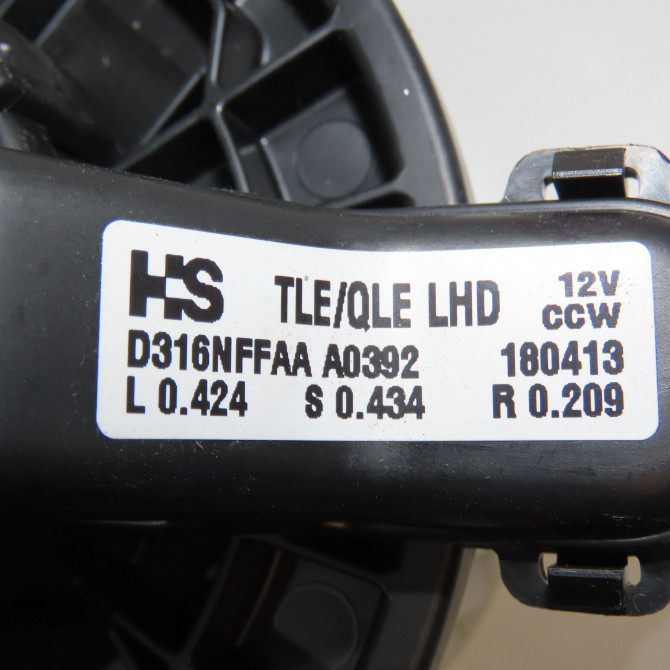 HS TLE/QLE LHD 12V
CCW
D316NFFAA A0392 180413
L 0.424 S 0.434 R 0.209